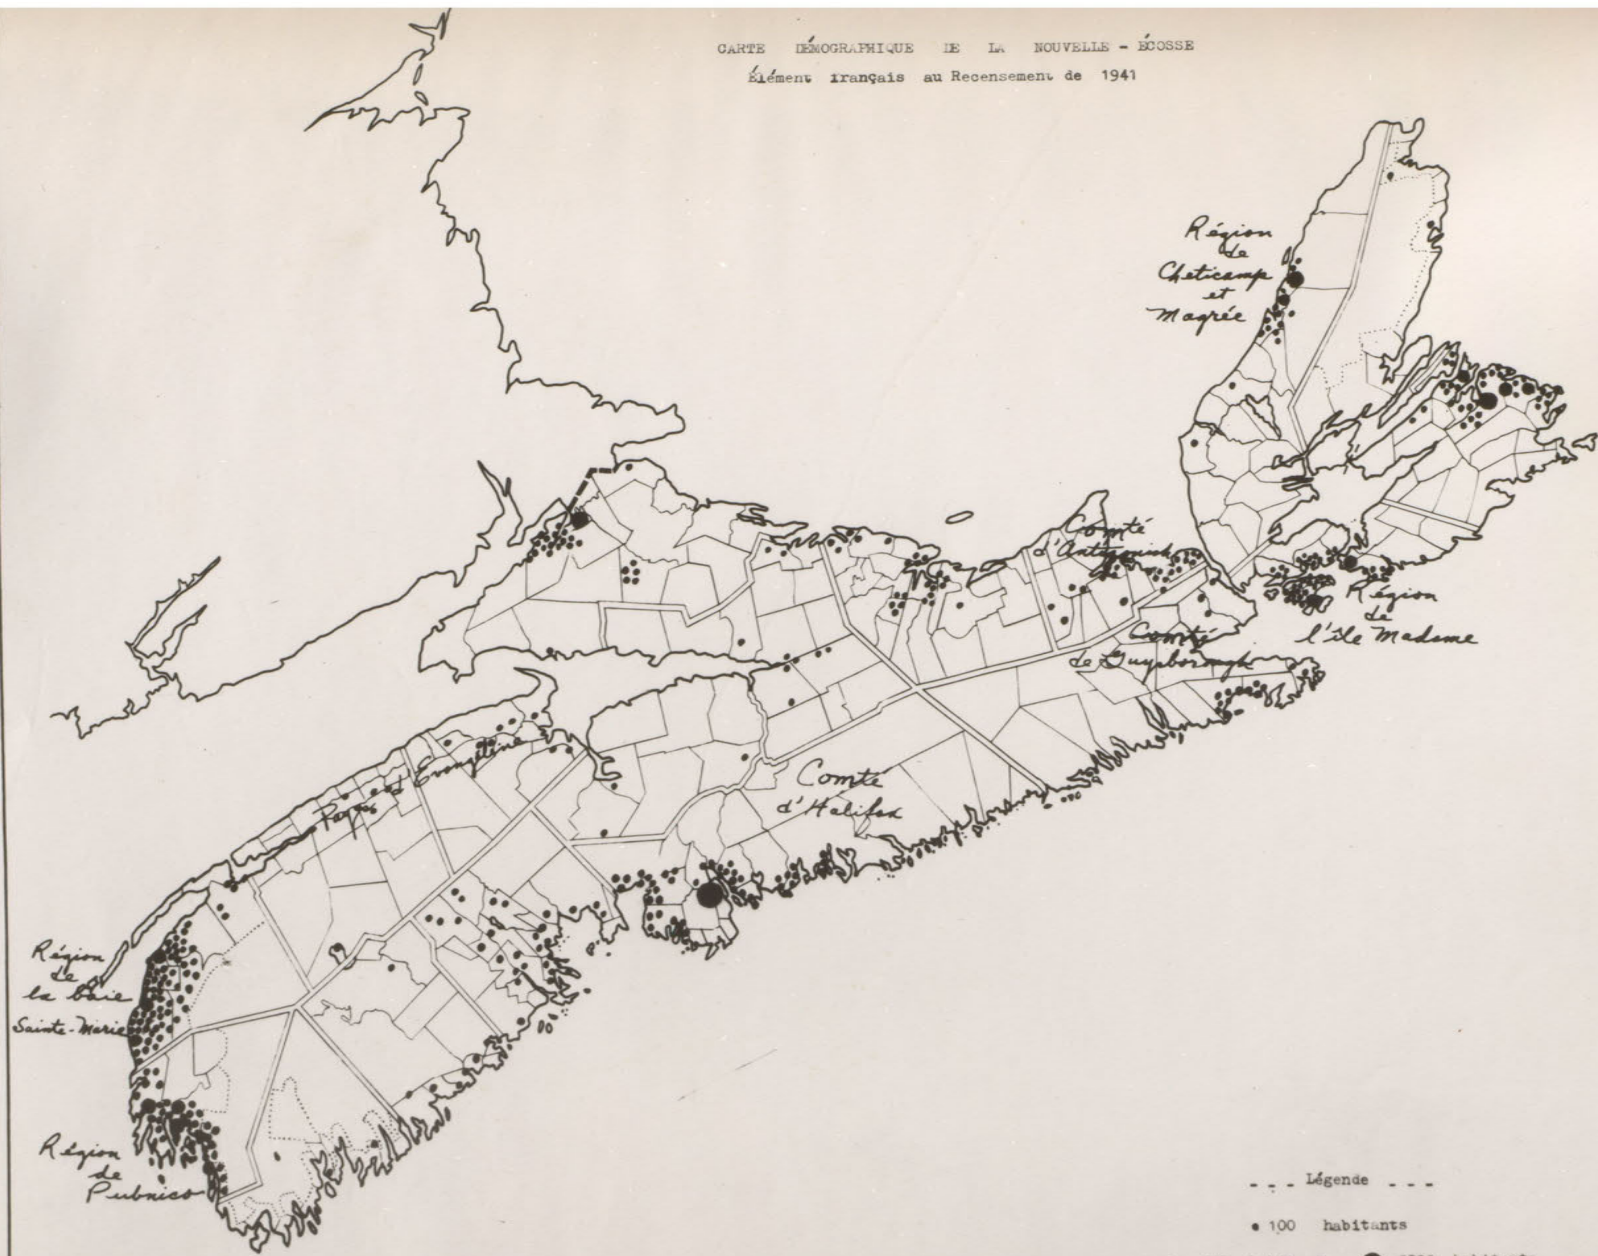 CARTE DÉMOGRAPHIQUE DE LA NOUVELLE - ÉCOSSE
Élément français au Recensement de 1941
Région
de
Cheticamp
et
Magrée
Comté
d'Antigonish
Région
de
l'île Madame
Comté
de Guysborough
Pays d'Évangéline
Comté
d'Halifax
Région
de
la baie
Sainte-Marie
Région
de
Pubnico
- - - Légende - - -
• 100 habitants